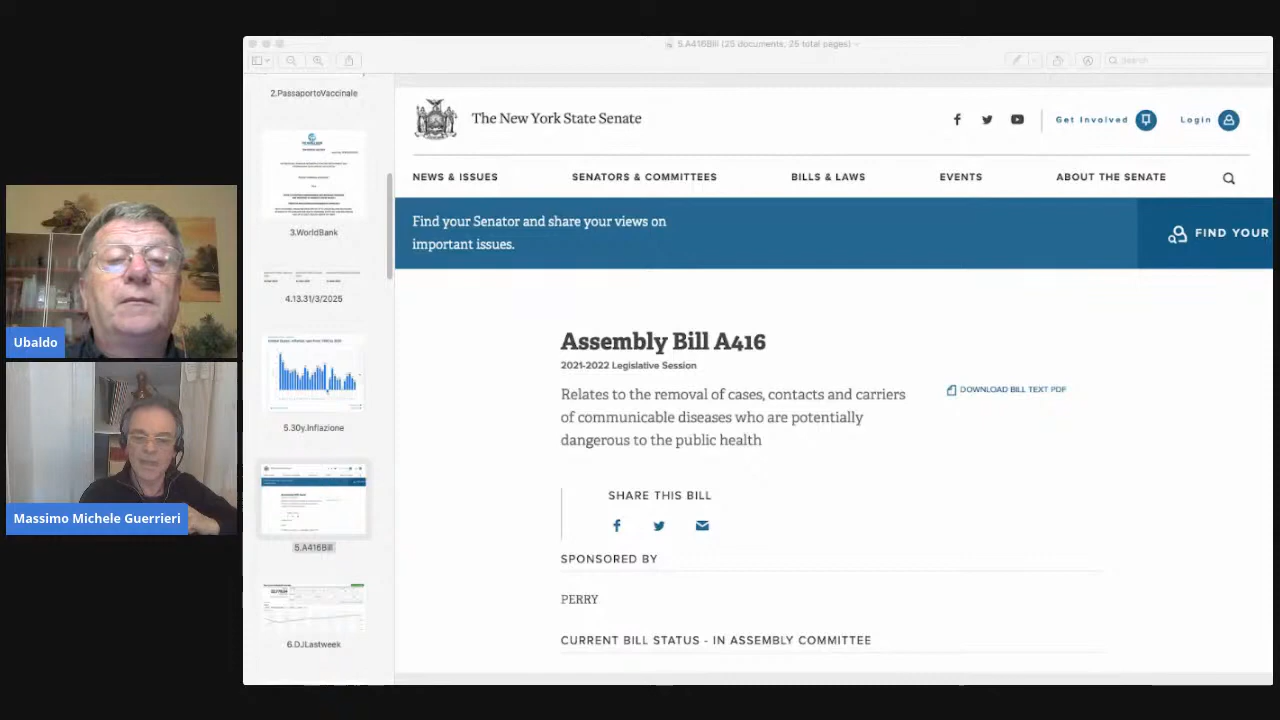 5.A416Bill (25 documents, 25 total pages)
Search
2.PassaportoVaccinale
3.WorldBank
4.13.31/3/2025
5.30y.Inflazione
5.A416Bill
6.DJLastweek
The New York State Senate
Get Involved
Login
NEWS & ISSUES
SENATORS & COMMITTEES
BILLS & LAWS
EVENTS
ABOUT THE SENATE
Find your Senator and share your views on
important issues.
FIND YOUR
Assembly Bill A416
2021-2022 Legislative Session
Relates to the removal of cases, contacts and carriers
of communicable diseases who are potentially
dangerous to the public health
DOWNLOAD BILL TEXT PDF
SHARE THIS BILL
SPONSORED BY
PERRY
CURRENT BILL STATUS - IN ASSEMBLY COMMITTEE
Ubaldo
Massimo Michele Guerrieri